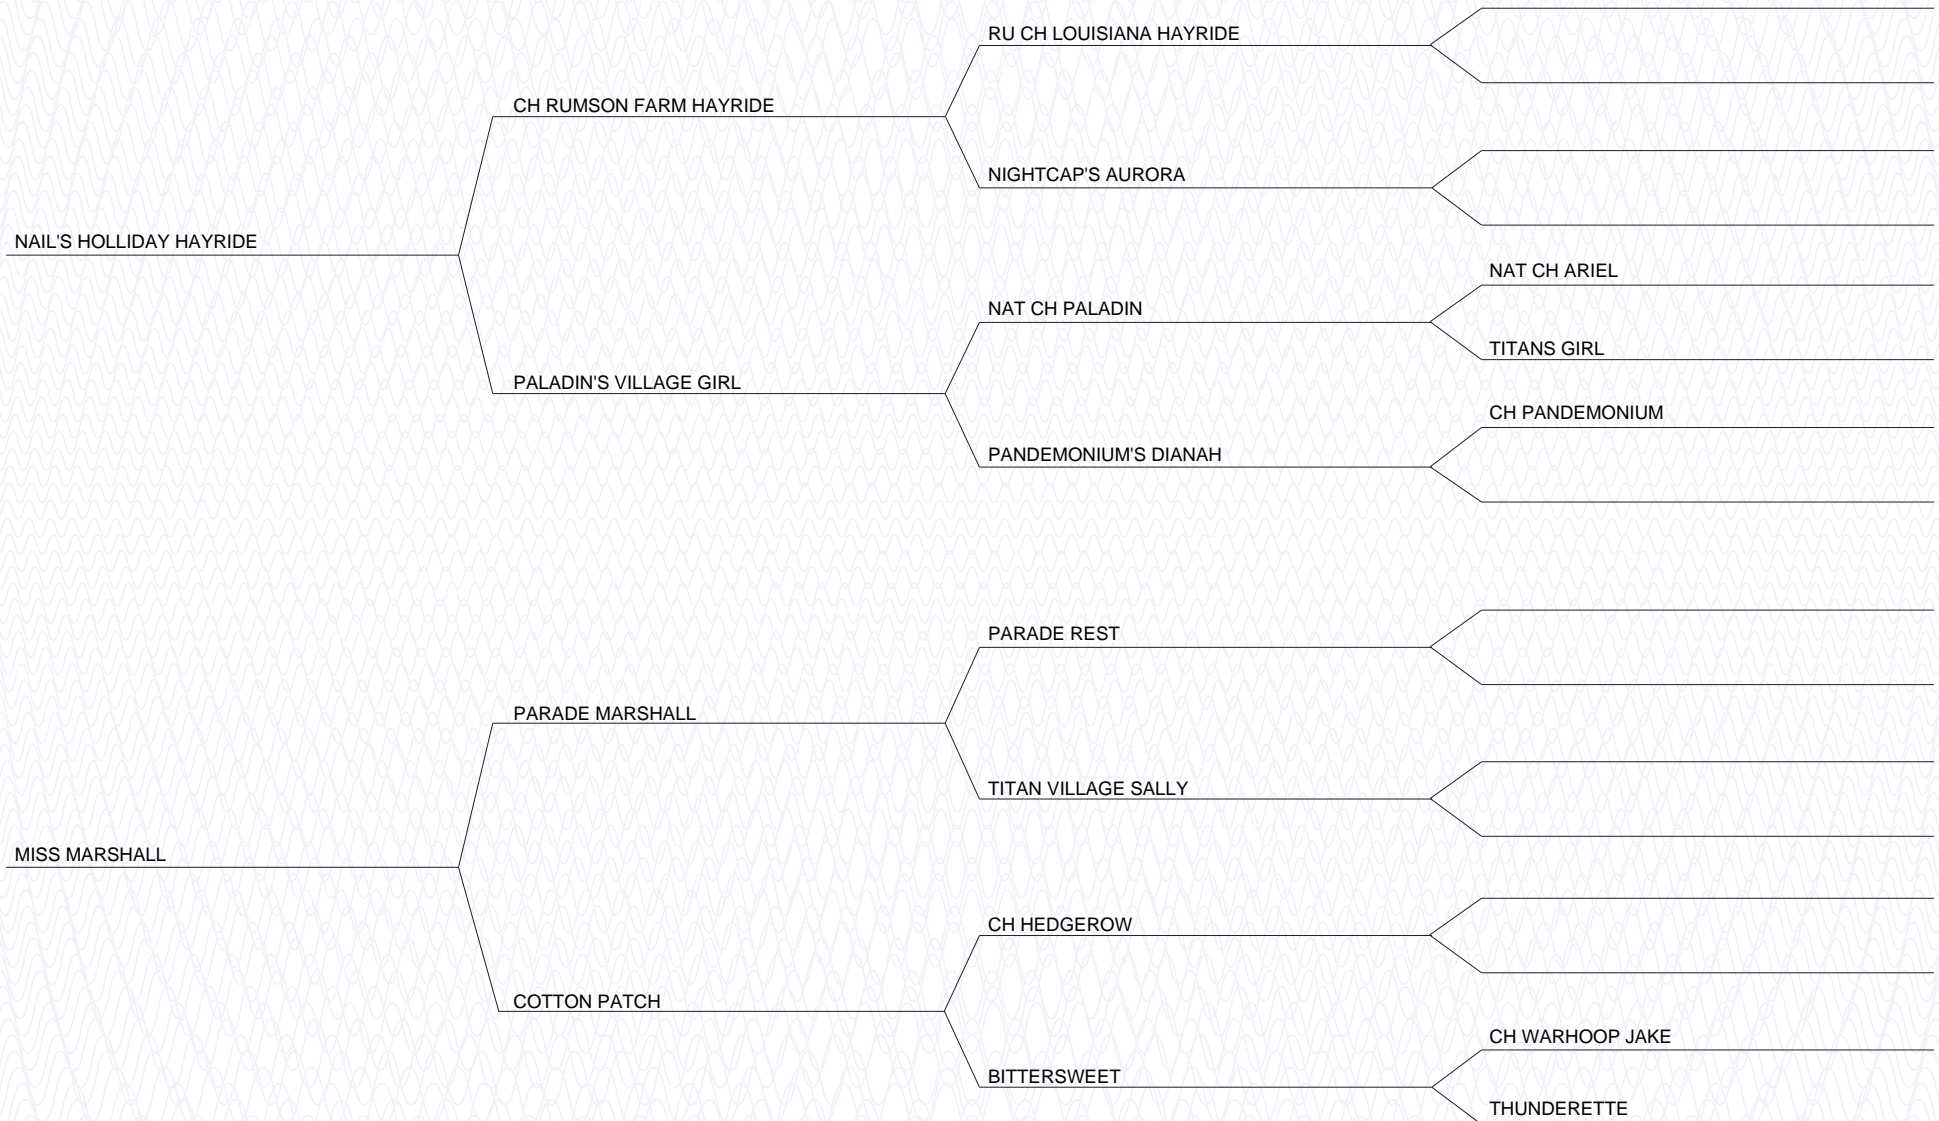 RU CH LOUISIANA HAYRIDE
CH RUMSON FARM HAYRIDE
NIGHTCAP'S AURORA
NAIL'S HOLLIDAY HAYRIDE
NAT CH ARIEL
NAT CH PALADIN
TITANS GIRL
PALADIN'S VILLAGE GIRL
CH PANDEMONIUM
PANDEMONIUM'S DIANAH
PARADE REST
PARADE MARSHALL
TITAN VILLAGE SALLY
MISS MARSHALL
CH HEDGEROW
COTTON PATCH
CH WARHOOP JAKE
BITTERSWEET
THUNDERETTE